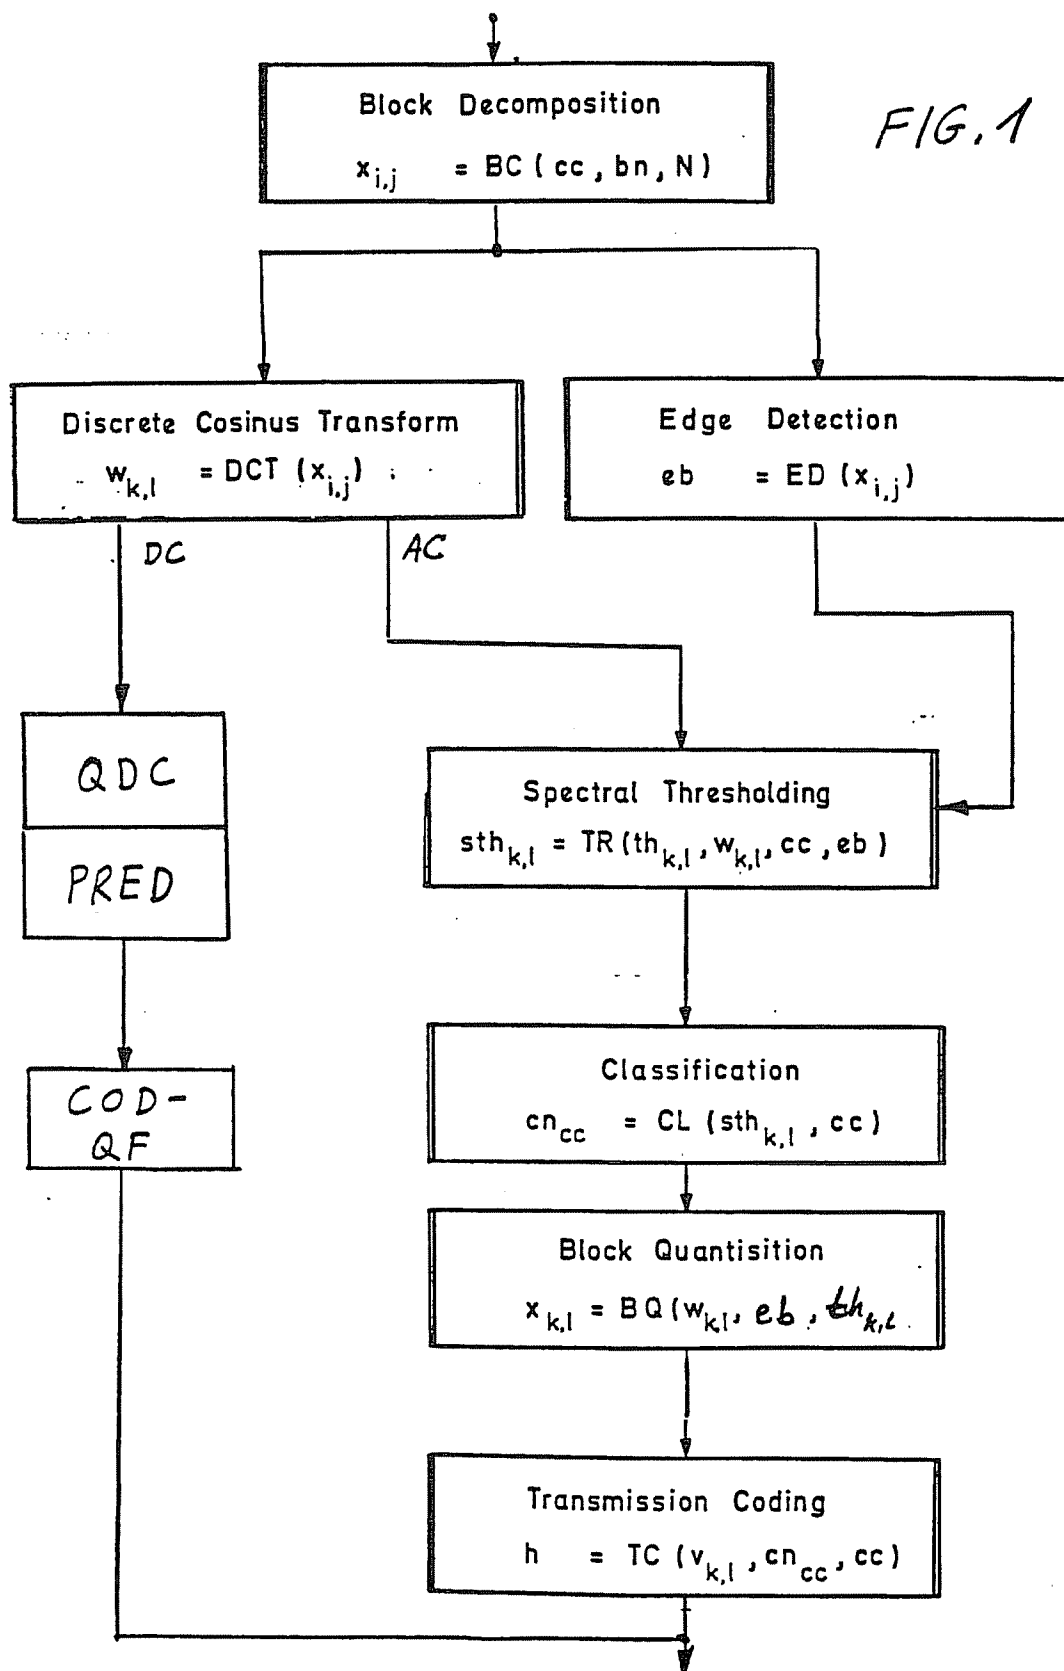 FIG. 1
Block Decomposition
x_{i,j} = BC (cc, bn, N)
Discrete Cosinus Transform
w_{k,l} = DCT (x_{i,j})
Edge Detection
eb = ED (x_{i,j})
DC
AC
QDC
PRED
COD-
QF
Spectral Thresholding
sth_{k,l} = TR (th_{k,l}, w_{k,l}, cc, eb)
Classification
cn_{cc} = CL (sth_{k,l}, cc)
Block Quantisition
x_{k,l} = BQ (w_{k,l}, eb, th_{k,l}
Transmission Coding
h = TC (v_{k,l}, cn_{cc}, cc)